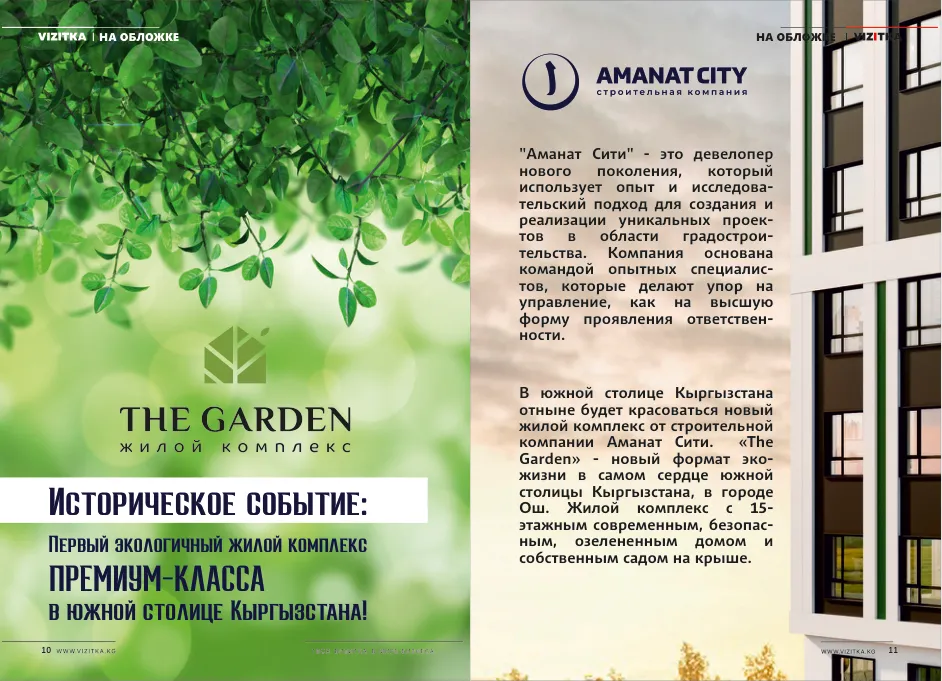 VIZITKA | НА ОБЛОЖКЕ
THE GARDEN
жилой комплекс
Историческое событие:
Первый экологичный жилой комплекс
ПРЕМИУМ-КЛАССА
в южной столице Кыргызстана!
10 WWW.VIZITKA.KG
НА ОБЛОЖКЕ | VIZITKA
AMANAT CITY
строительная компания
"Аманат Сити" - это девелопер
нового поколения, который
использует опыт и исследова-
тельский подход для создания и
реализации уникальных проек-
тов в области градострои-
тельства. Компания основана
командой опытных специалис-
тов, которые делают упор на
управление, как на высшую
форму проявления ответствен-
ности.
В южной столице Кыргызстана
отныне будет красоваться новый
жилой комплекс от строительной
компании Аманат Сити. «The
Garden» - новый формат эко-
жизни в самом сердце южной
столицы Кыргызстана, в городе
Ош. Жилой комплекс с 15-
этажным современным, безопас-
ным, озелененным домом и
собственным садом на крыше.
WWW.VIZITKA.KG 11